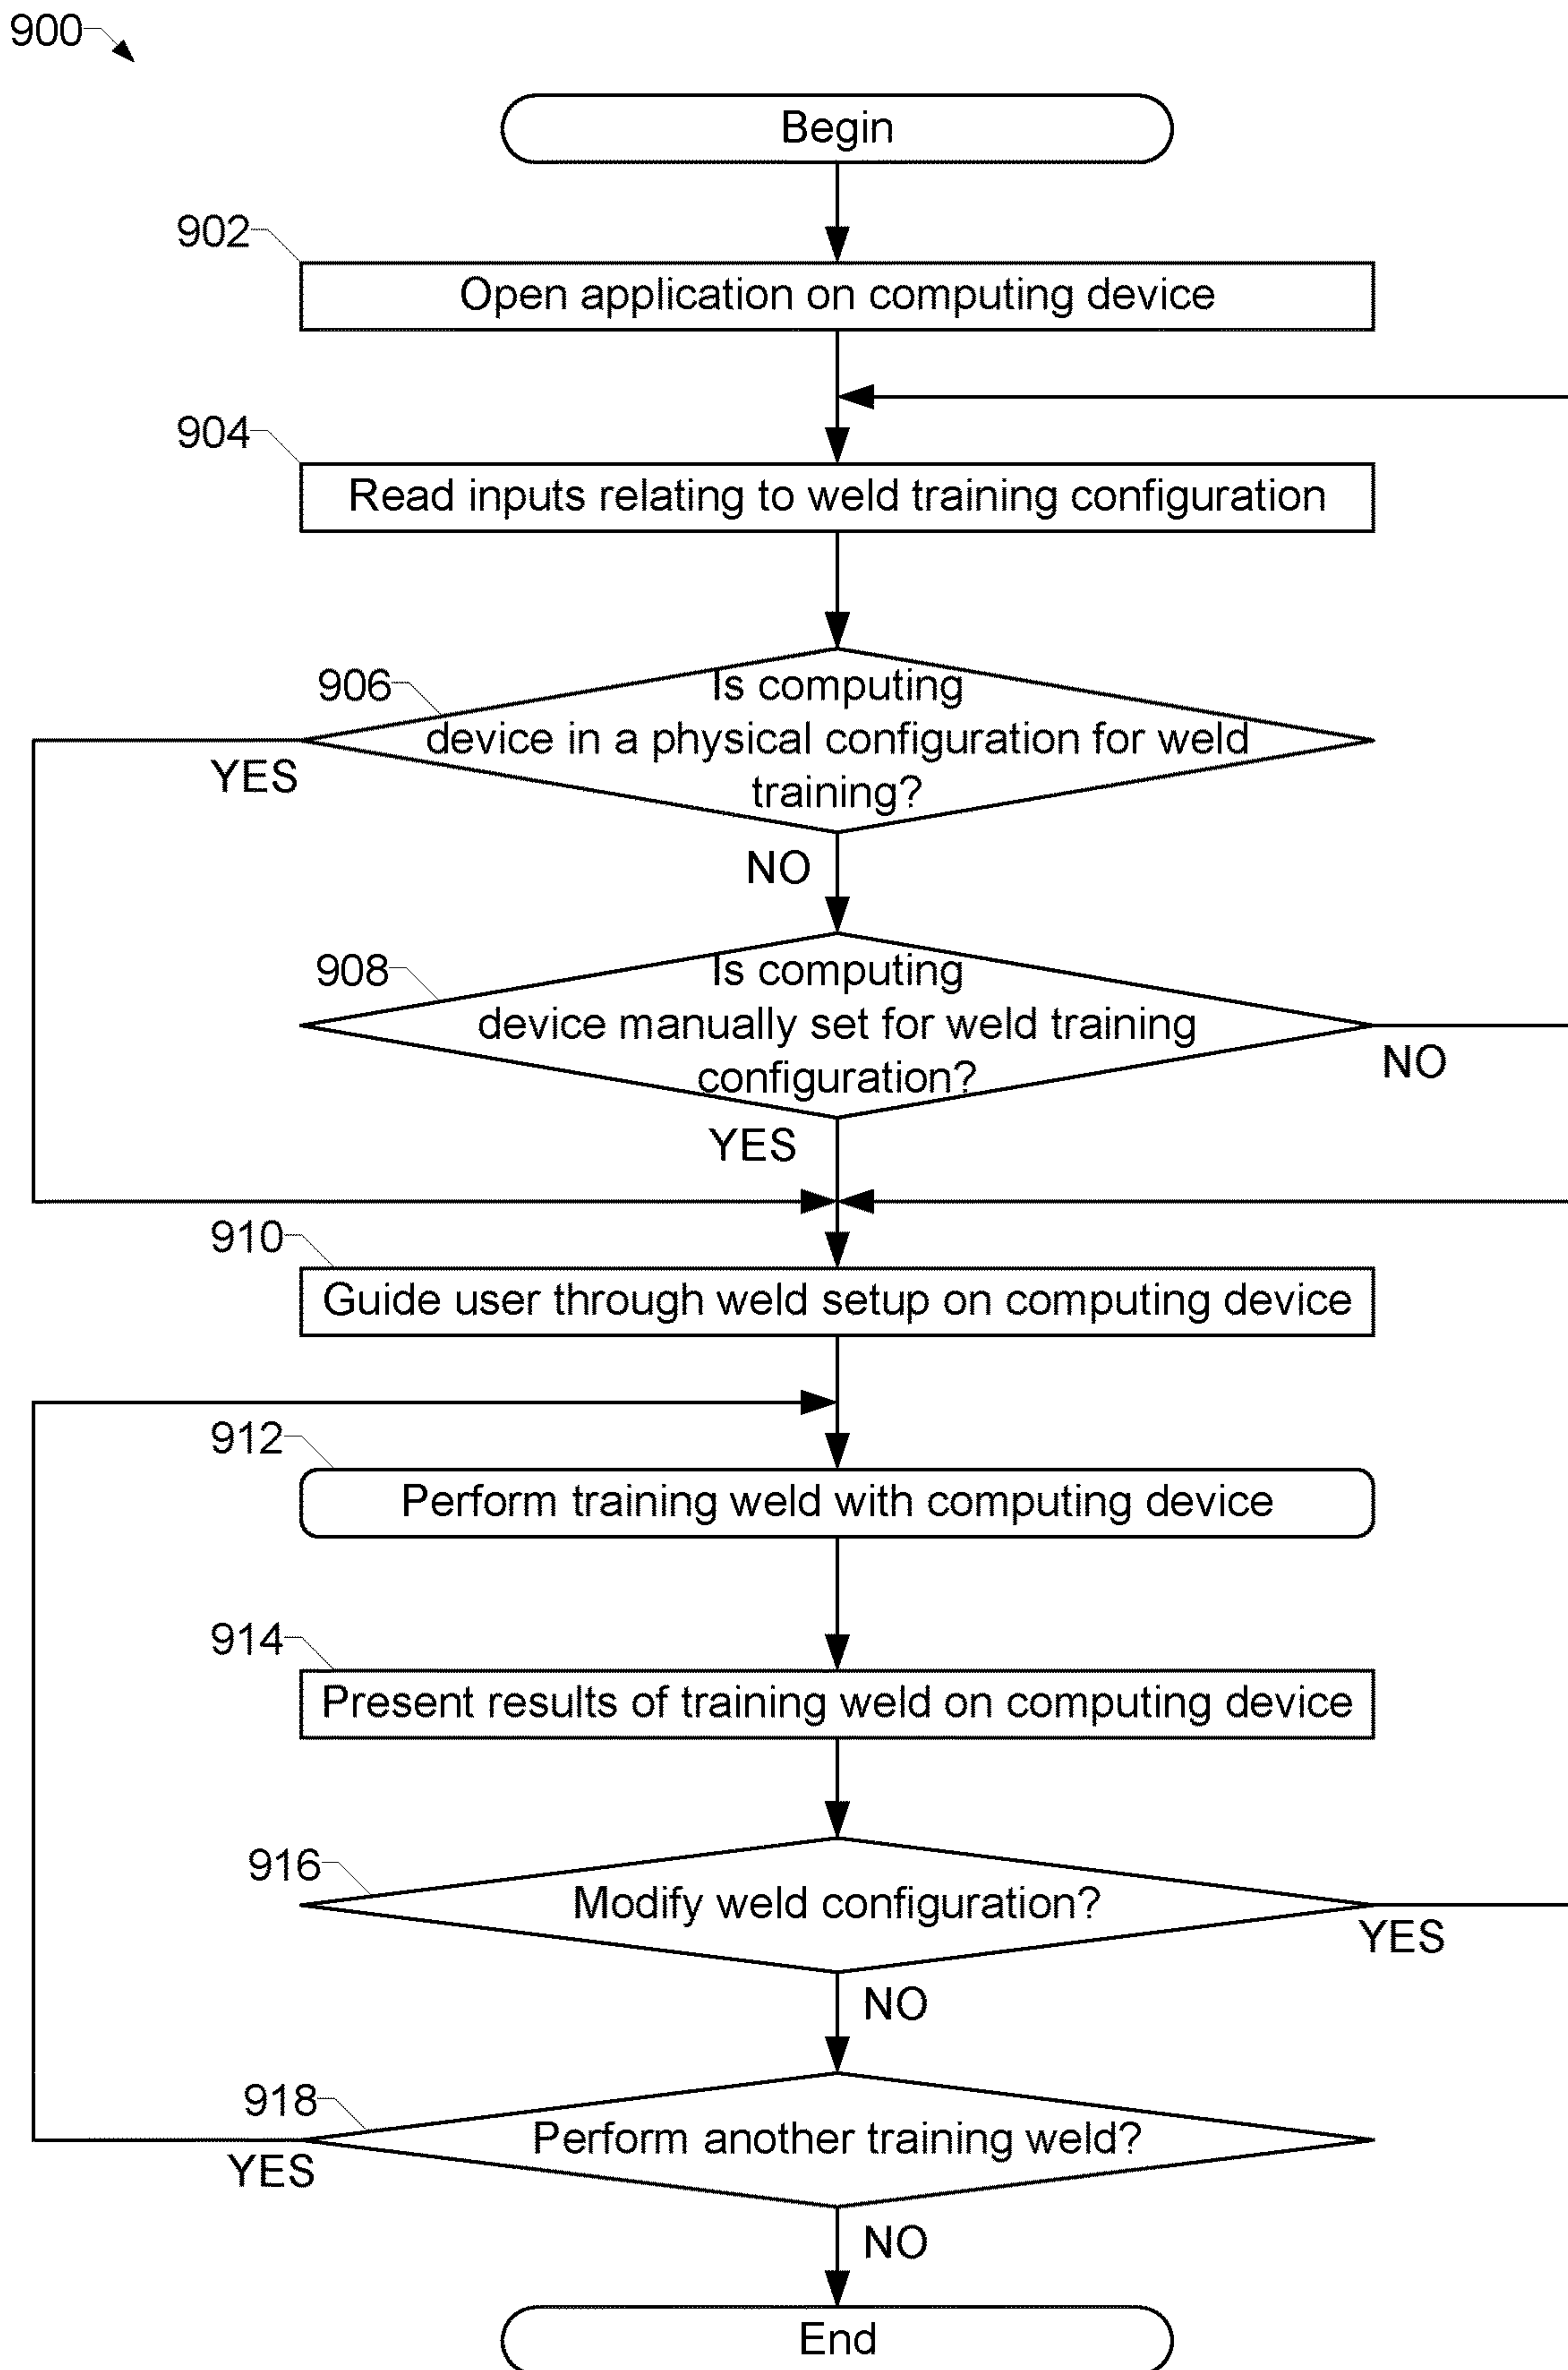 900
Begin
902
Open application on computing device
904
Read inputs relating to weld training configuration
906
Is computing
device in a physical configuration for weld
training?
YES
NO
908
Is computing
device manually set for weld training
configuration?
NO
YES
910
Guide user through weld setup on computing device
912
Perform training weld with computing device
914
Present results of training weld on computing device
916
Modify weld configuration?
YES
NO
918
Perform another training weld?
YES
NO
End